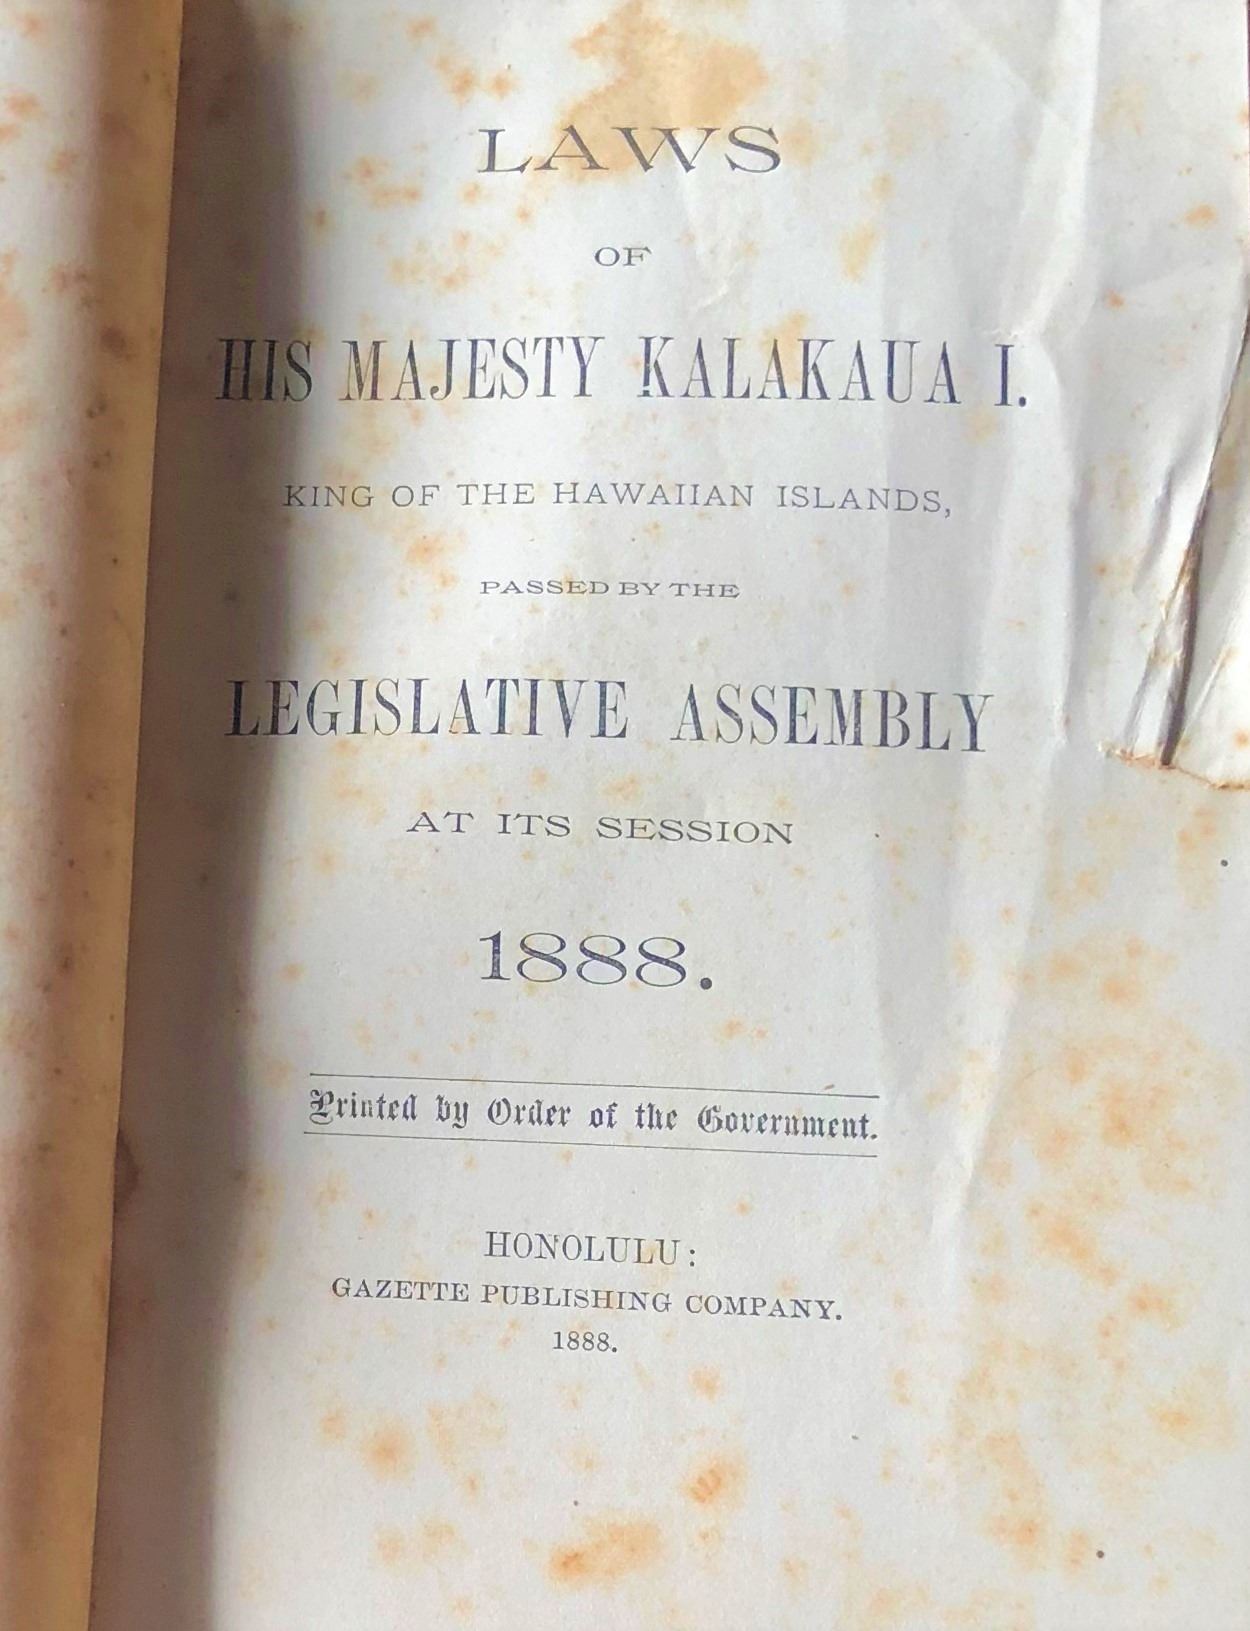 LAWS
OF
HIS MAJESTY KALAKAUA I.
KING OF THE HAWAIIAN ISLANDS,
PASSED BY THE
LEGISLATIVE ASSEMBLY
AT ITS SESSION
1888.
Printed by Order of the Government.
HONOLULU:
GAZETTE PUBLISHING COMPANY.
1888.